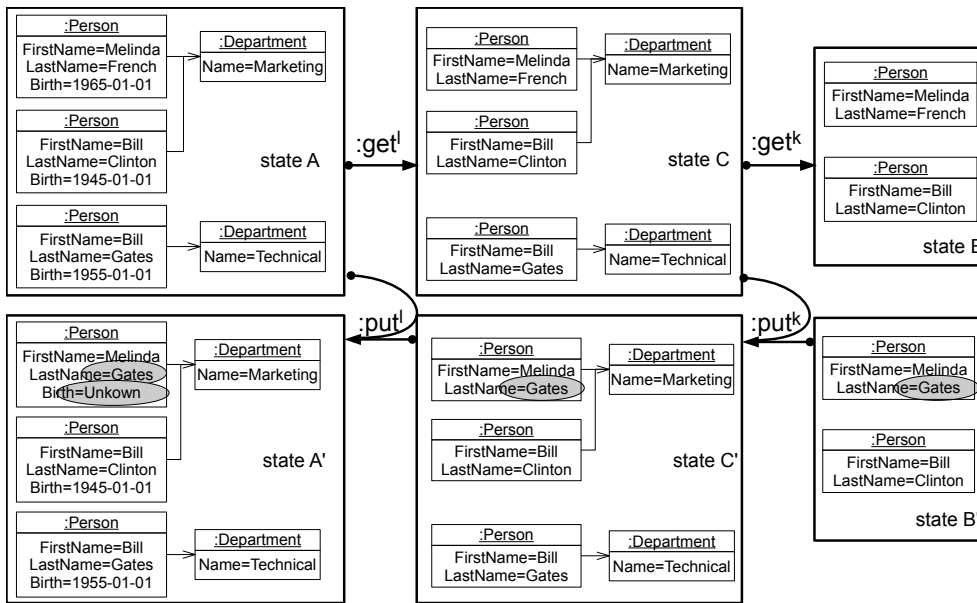 :Person
FirstName=Melinda
LastName=French
Birth=1965-01-01
:Department
Name=Marketing
:Person
FirstName=Bill
LastName=Clinton
Birth=1945-01-01
state A
:Person
FirstName=Bill
LastName=Gates
Birth=1955-01-01
:Department
Name=Technical
:get^l
:Person
FirstName=Melinda
LastName=French
:Department
Name=Marketing
:Person
FirstName=Bill
LastName=Clinton
state C
:Person
FirstName=Bill
LastName=Gates
:Department
Name=Technical
:get^k
:Person
FirstName=Melinda
LastName=French
:Person
FirstName=Bill
LastName=Clinton
state B
:put^l
:put^k
:Person
FirstName=Melinda
LastName=Gates
Birth=Unkown
:Department
Name=Marketing
:Person
FirstName=Bill
LastName=Clinton
Birth=1945-01-01
state A'
:Person
FirstName=Bill
LastName=Gates
Birth=1955-01-01
:Department
Name=Technical
:Person
FirstName=Melinda
LastName=Gates
:Department
Name=Marketing
:Person
FirstName=Bill
LastName=Clinton
state C'
:Person
FirstName=Bill
LastName=Gates
:Department
Name=Technical
:Person
FirstName=Melinda
LastName=Gates
:Person
FirstName=Bill
LastName=Clinton
state B'